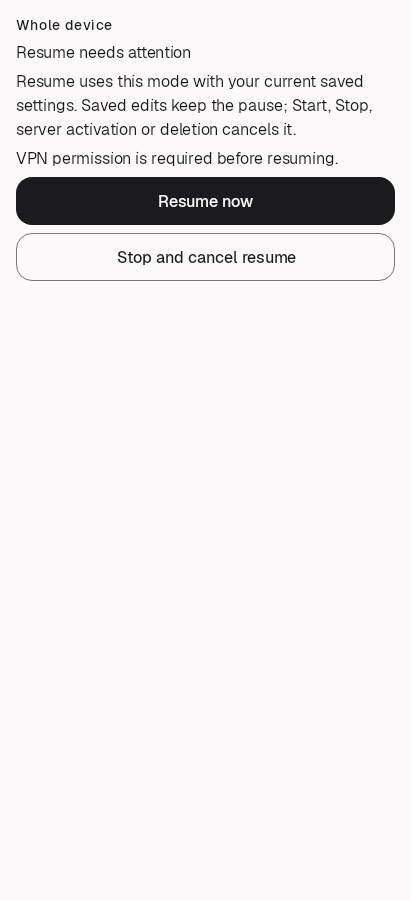 Whole device
Resume needs attention
Resume uses this mode with your current saved
settings. Saved edits keep the pause; Start, Stop,
server activation or deletion cancels it.
VPN permission is required before resuming.
Resume now
Stop and cancel resume